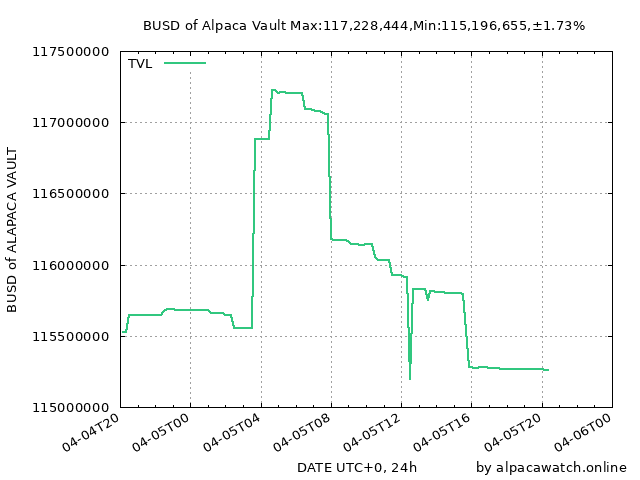 BUSD of Alpaca Vault Max:117,228,444,Min:115,196,655,±1.73%
117500000
TVL
117000000
116500000
116000000
115500000
115000000
BUSD of ALAPACA VAULT
04-04T20
04-05T00
04-05T04
04-05T08
04-05T12
04-05T16
04-05T20
04-06T00
DATE UTC+0, 24h
by alpacawatch.online